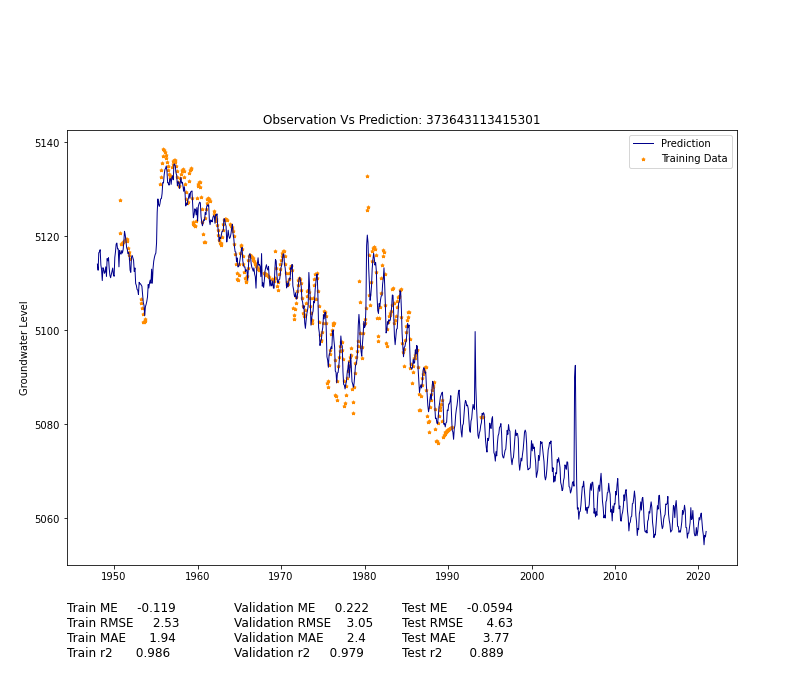 Observation Vs Prediction: 373643113415301
Prediction
Training Data
Groundwater Level
5140
5120
5100
5080
5060
1950 1960 1970 1980 1990 2000 2010 2020
Train ME -0.119 Validation ME 0.222 Test ME -0.0594
Train RMSE 2.53 Validation RMSE 3.05 Test RMSE 4.63
Train MAE 1.94 Validation MAE 2.4 Test MAE 3.77
Train r2 0.986 Validation r2 0.979 Test r2 0.889